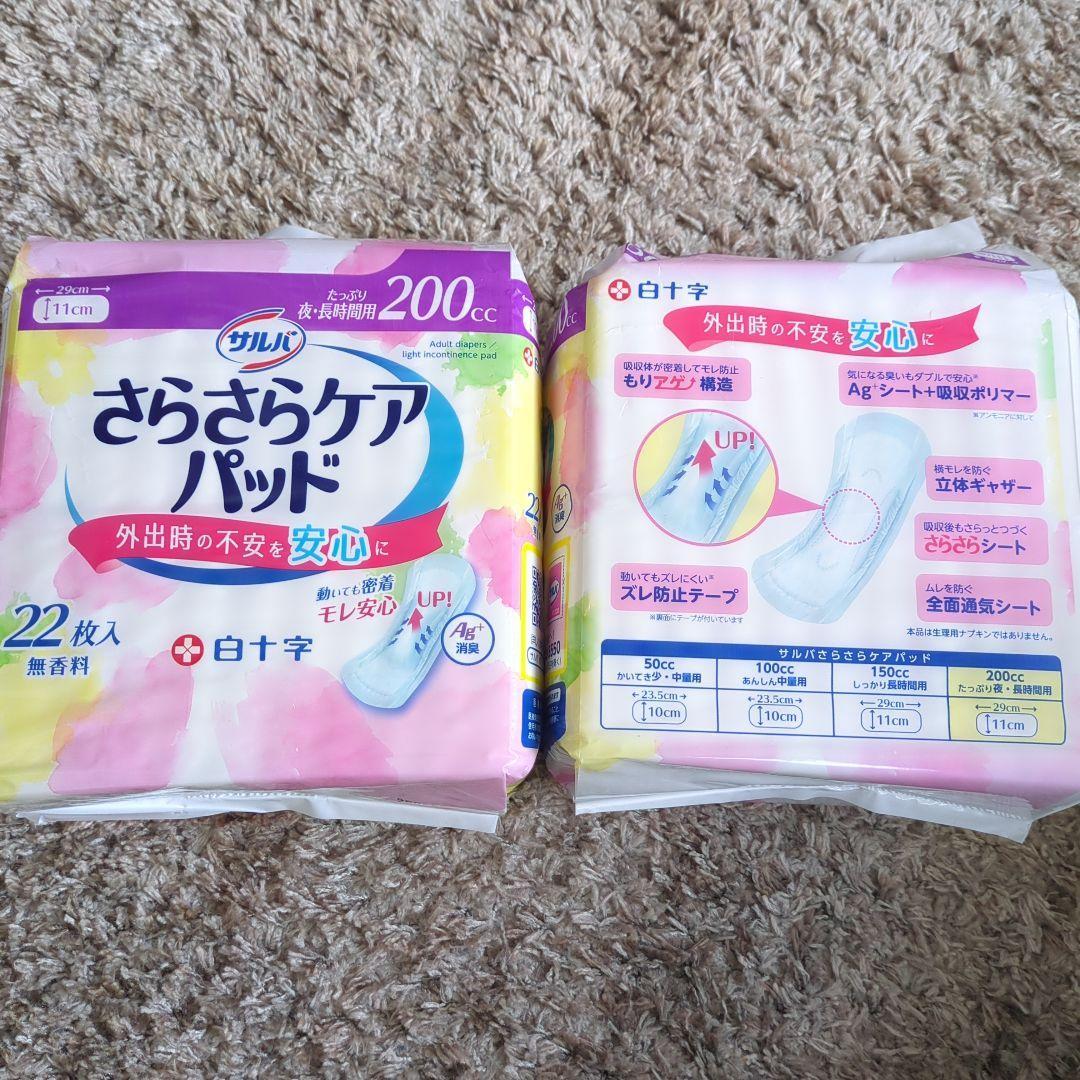 29cm
11cm
たっぷり
夜・長時間用 200cc
サルバ
Adult diapers /
light incontinence pad
さらさらケア
パッド
外出時の不安を安心に
動いても密着
モレ安心
UP!
22枚入
無香料
白十字
Ag+
消臭
白十字
外出時の不安を安心に
吸収体が密着してモレ防止
もりアゲ構造
気になる臭いもダブルで安心※
Ag+シート+吸収ポリマー
※アンモニアに対して
UP!
横モレを防ぐ
立体ギャザー
吸収後もさらっとつづく
さらさらシート
動いてもズレにくい※
ズレ防止テープ
※裏面にテープが付いています
ムレを防ぐ
全面通気シート
本品は生理用ナプキンではありません。
サルバさらさらケアパッド
50cc
かいてき少・中量用
23.5cm
10cm
100cc
あんしん中量用
23.5cm
10cm
150cc
しっかり長時間用
29cm
11cm
200cc
たっぷり夜・長時間用
29cm
11cm
Ag+
消臭